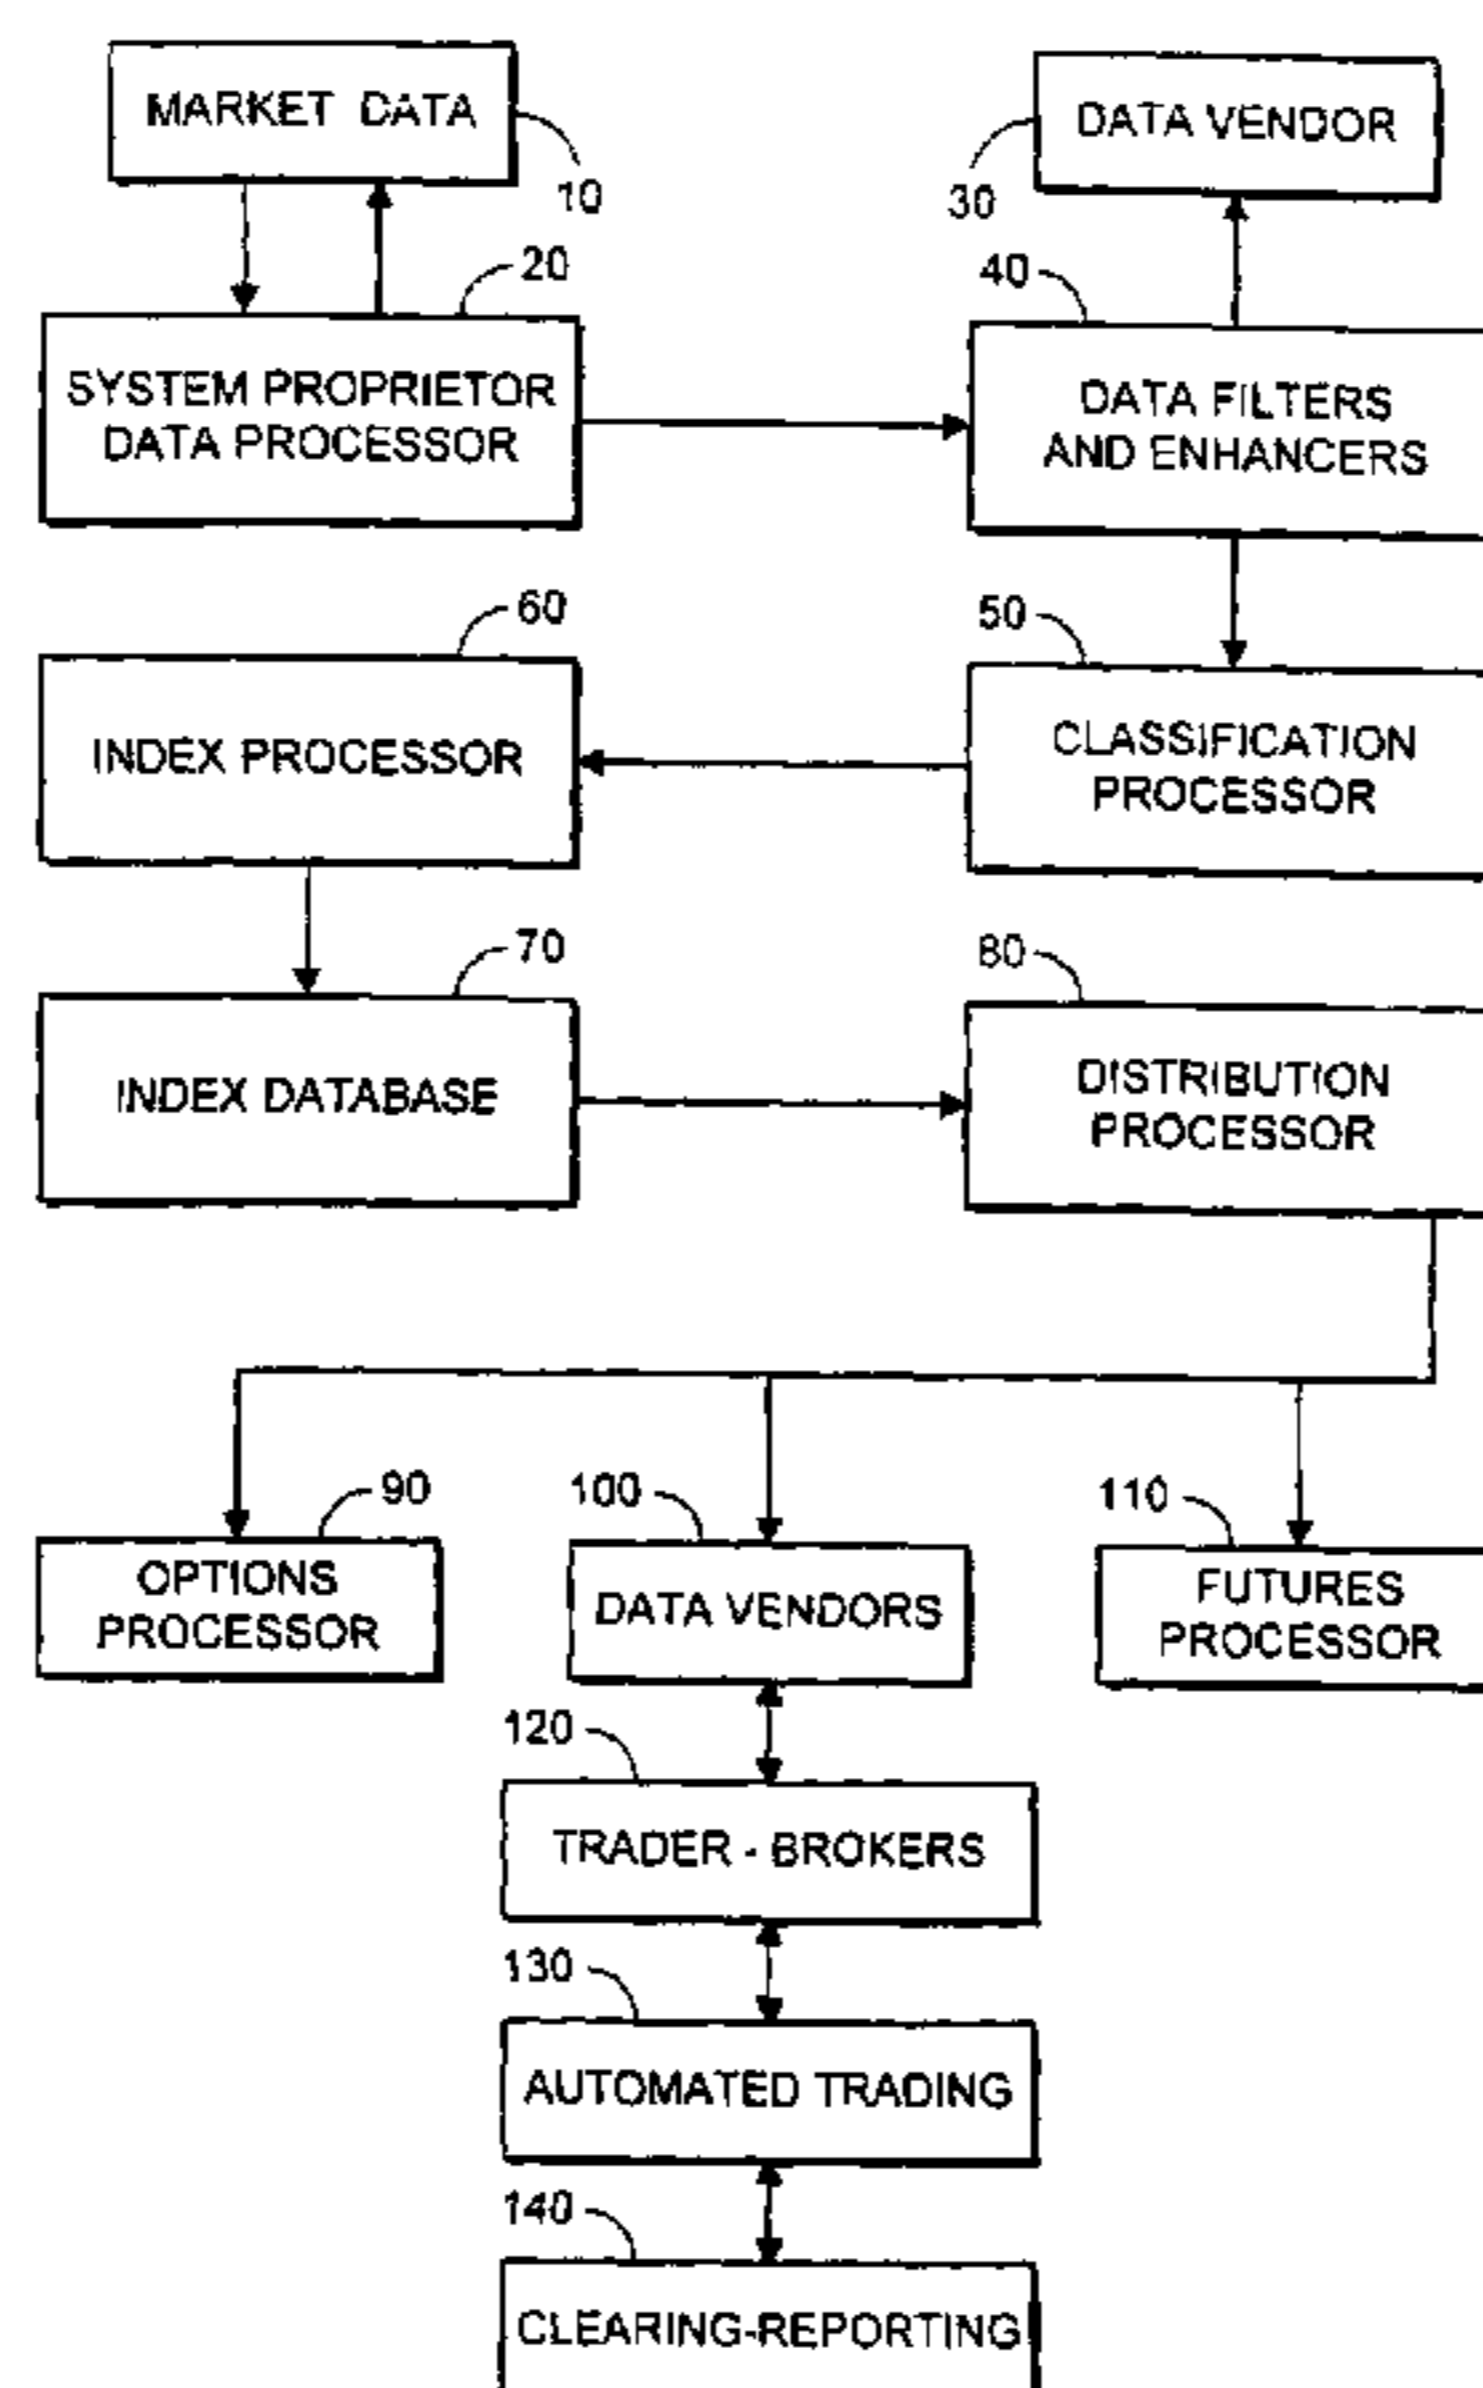 MARKET DATA
10
DATA VENDOR
30
20
40
SYSTEM PROPRIETOR
DATA PROCESSOR
DATA FILTERS
AND ENHANCERS
60
50
INDEX PROCESSOR
CLASSIFICATION
PROCESSOR
70
80
INDEX DATABASE
DISTRIBUTION
PROCESSOR
90
100
110
OPTIONS
PROCESSOR
DATA VENDORS
FUTURES
PROCESSOR
120
TRADER - BROKERS
130
AUTOMATED TRADING
140
CLEARING-REPORTING